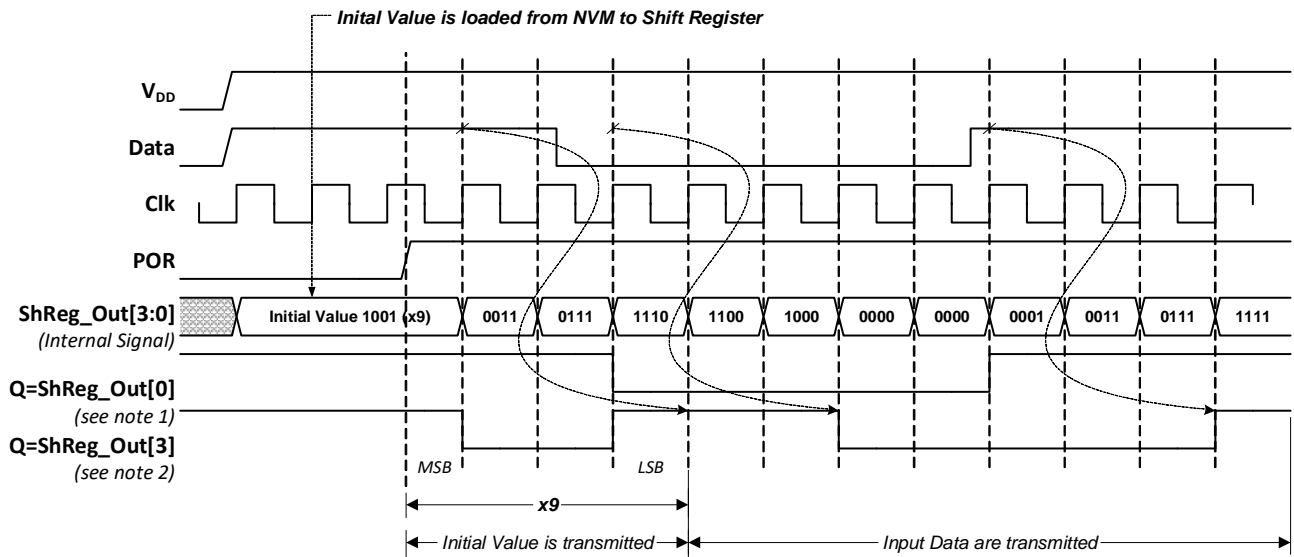 Inital Value is loaded from NVM to Shift Register
VDD
Data
Clk
POR
ShReg_Out[3:0]
(Internal Signal)
Initial Value 1001 (x9) 0011 0111 1110 1100 1000 0000 0000 0001 0011 0111 1111
Q=ShReg_Out[0]
(see note 1)
Q=ShReg_Out[3]
(see note 2)
MSB LSB
x9
Initial Value is transmitted Input Data are transmitted